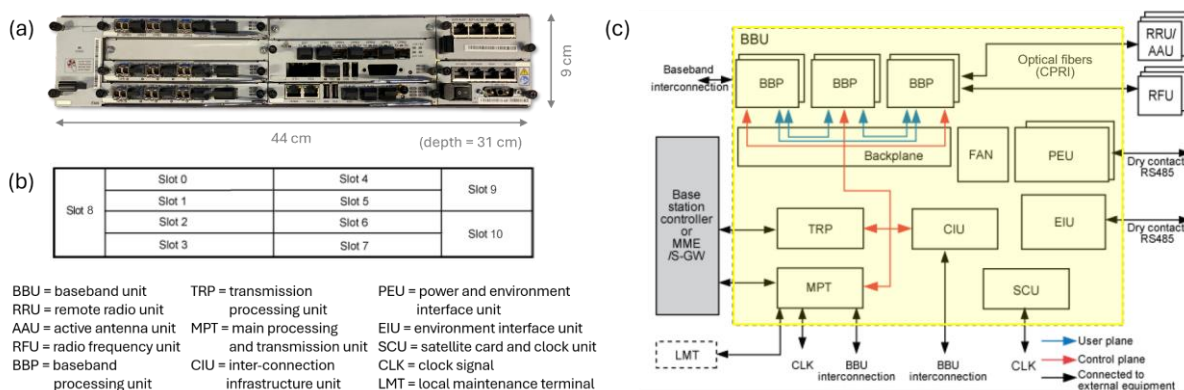 (a)
9 cm
44 cm
(depth = 31 cm)
(b)
Slot 8
Slot 0
Slot 4
Slot 9
Slot 1
Slot 5
Slot 2
Slot 6
Slot 10
Slot 3
Slot 7
BBU = baseband unit
RRU = remote radio unit
AAU = active antenna unit
RFU = radio frequency unit
BBP = baseband
processing unit
TRP = transmission
processing unit
MPT = main processing
and transmission unit
CIU = inter-connection
infrastructure unit
PEU = power and environment
interface unit
EIU = environment interface unit
SCU = satellite card and clock unit
CLK = clock signal
LMT = local maintenance terminal
(c)
BBU
RRU/
AAU
Optical fibers
(CPRI)
RFU
Baseband
interconnection
BBP
BBP
BBP
Backplane
FAN
PEU
Dry contact
RS485
Base
station
controller
or
MME
/S-GW
TRP
CIU
EIU
Dry contact
RS485
MPT
SCU
LMT
CLK
BBU
interconnection
BBU
interconnection
CLK
User plane
Control plane
Connected to
external equipment